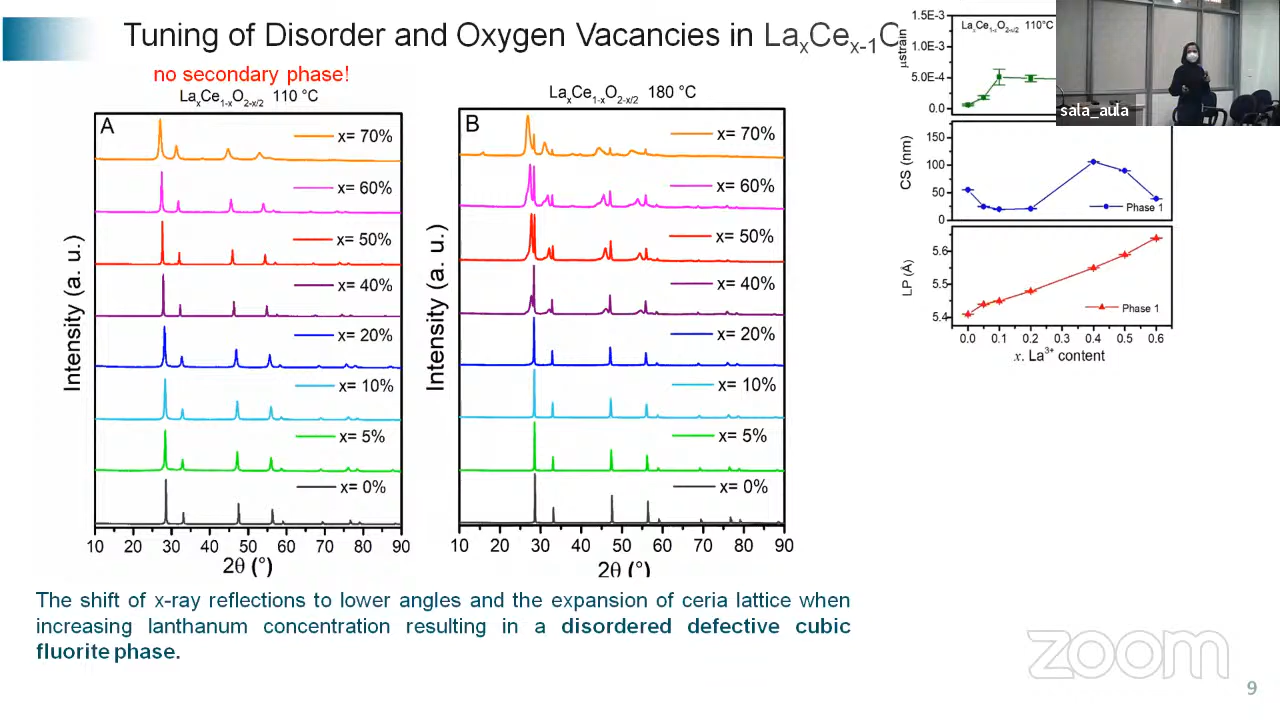 Tuning of Disorder and Oxygen Vacancies in LaxCex-1O
no secondary phase!
LaxCe1-xO2-x/2 110 °C
A
x= 70%
x= 60%
x= 50%
x= 40%
x= 20%
x= 10%
x= 5%
x= 0%
Intensity (a. u.)
10 20 30 40 50 60 70 80 90
2θ (°)
LaxCe1-xO2-x/2 180 °C
B
x= 70%
x= 60%
x= 50%
x= 40%
x= 20%
x= 10%
x= 5%
x= 0%
Intensity (a. u.)
10 20 30 40 50 60 70 80 90
2θ (°)
LaxCe1-xO2-x/2 110°C
μstrain
1.5E-3
1.0E-3
5.0E-4
0.0
sala_aula
CS (nm)
150
100
50
0
Phase 1
LP (Å)
5.6
5.5
5.4
Phase 1
0.0 0.1 0.2 0.3 0.4 0.5 0.6
x. La3+ content
The shift of x-ray reflections to lower angles and the expansion of ceria lattice when
increasing lanthanum concentration resulting in a disordered defective cubic
fluorite phase.
zoom
9